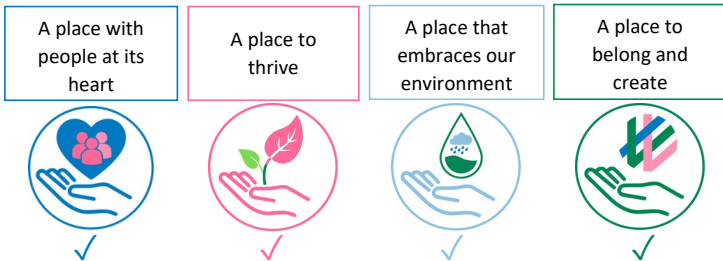 A place with
people at its
heart
A place to
thrive
A place that
embraces our
environment
A place to
belong and
create